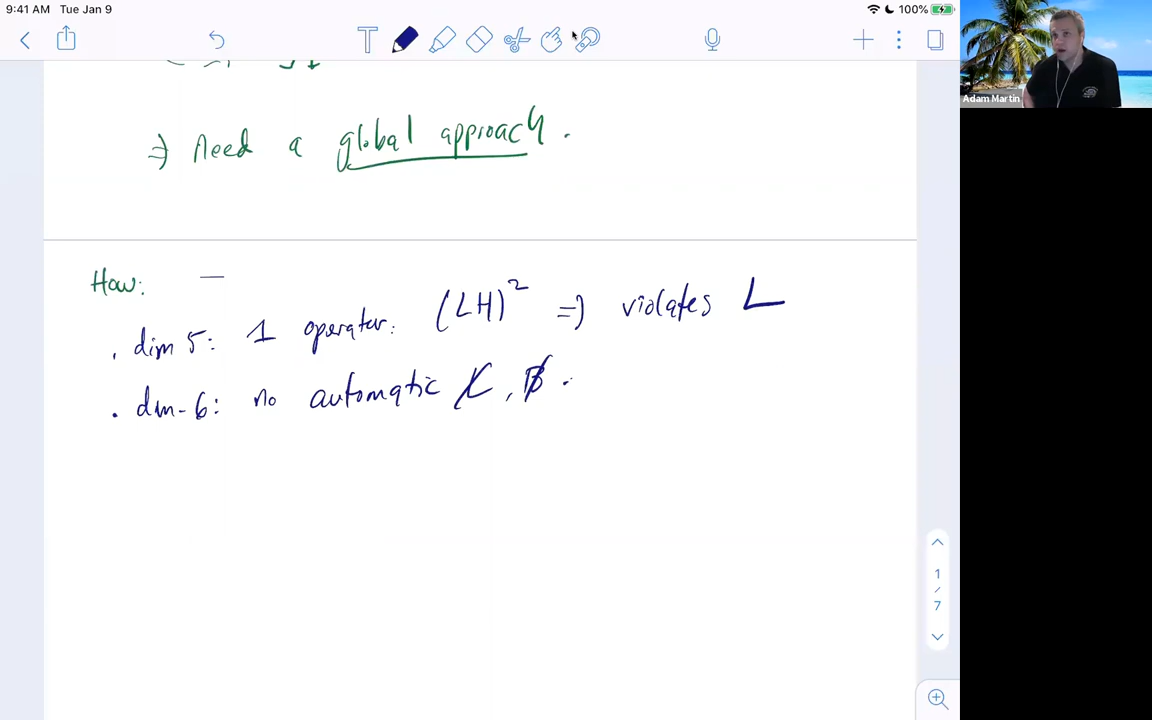 9:41 AM Tue Jan 9
100%
T
Adam Martin
⇒ Need a global approach.
How: —
. dim 5: 1 operator: (LH)² ⇒ violates L
. dim-6: no automatic L̸, B̸.
1
/
7